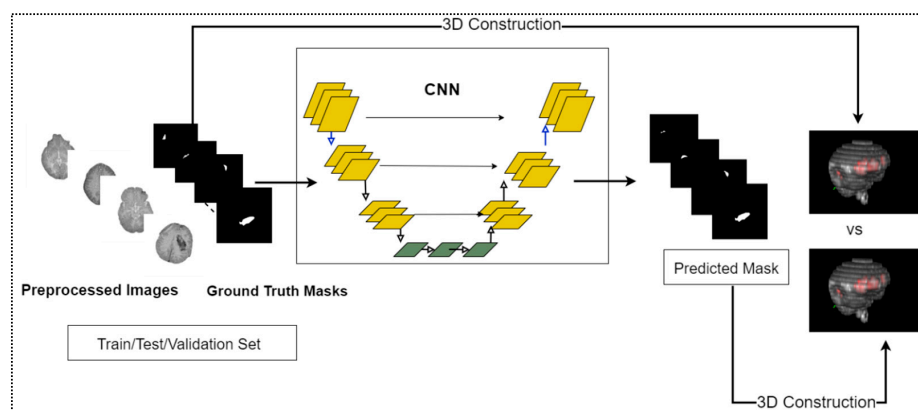 3D Construction
CNN
vs
Predicted Mask
Preprocessed Images
Ground Truth Masks
Train/Test/Validation Set
3D Construction